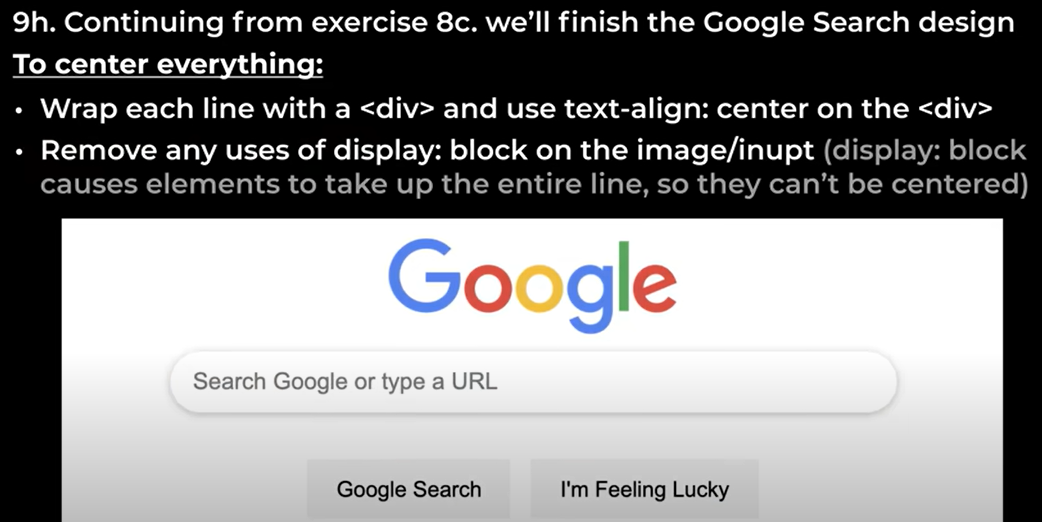 9h. Continuing from exercise 8c. we'll finish the Google Search design
To center everything:
• Wrap each line with a <div> and use text-align: center on the <div>
• Remove any uses of display: block on the image/inupt (display: block
causes elements to take up the entire line, so they can't be centered)
Google
Search Google or type a URL
Google Search
I'm Feeling Lucky